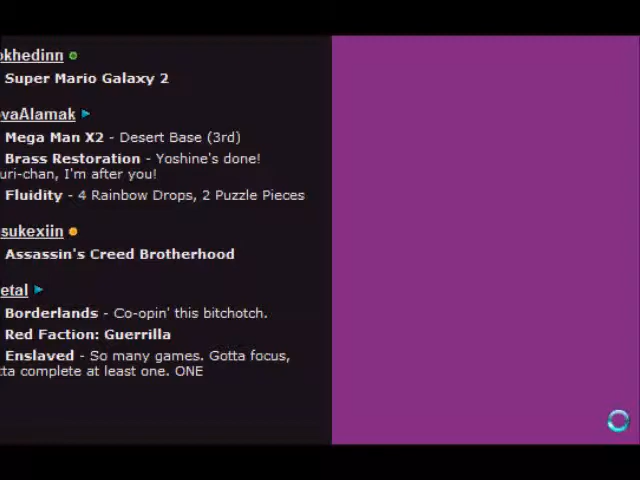 okhedinn
Super Mario Galaxy 2
ovaAlamak
Mega Man X2 - Desert Base (3rd)
Brass Restoration - Yoshine's done!
uri-chan, I'm after you!
Fluidity - 4 Rainbow Drops, 2 Puzzle Pieces
sukexiin
Assassin's Creed Brotherhood
etal
Borderlands - Co-opin' this bitchotch.
Red Faction: Guerrilla
Enslaved - So many games. Gotta focus,
tta complete at least one. ONE